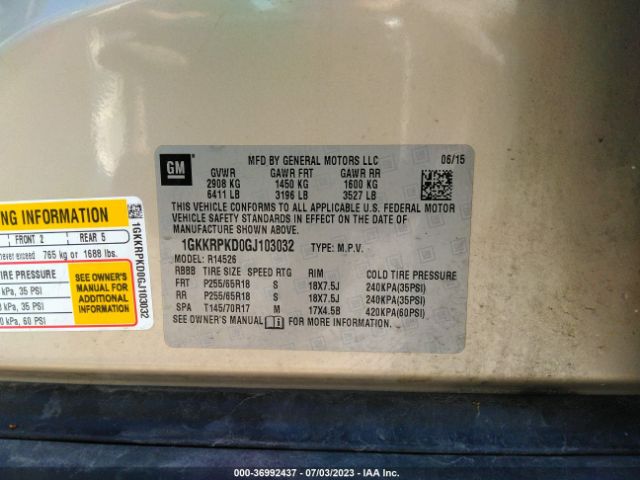 GM
MFD BY GENERAL MOTORS LLC 06/15
GVWR GAWR FRT GAWR RR
2908 KG 1450 KG 1600 KG
6411 LB 3196 LB 3527 LB
THIS VEHICLE CONFORMS TO ALL APPLICABLE U.S. FEDERAL MOTOR
VEHICLE SAFETY STANDARDS IN EFFECT ON THE DATE OF
MANUFACTURE SHOWN ABOVE.
1GKKRPKD0GJ103032 TYPE: M.P.V.
MODEL: R14526
RBBB TIRE SIZE SPEED RTG RIM COLD TIRE PRESSURE
FRT P255/65R18 S 18X7.5J 240KPA(35PSI)
RR P255/65R18 S 18X7.5J 240KPA(35PSI)
SPA T145/70R17 M 17X4.5B 420KPA(60PSI)
SEE OWNER'S MANUAL FOR MORE INFORMATION
NG INFORMATION
FRONT 2 REAR 5
never exceed 765 kg or 1688 lbs.
TIRE PRESSURE
kPa, 35 PSI
kPa, 35 PSI
0 kPa, 60 PSI
SEE OWNER'S
MANUAL FOR
ADDITIONAL
INFORMATION
1GKKRPKD0GJ103032
000-36992437 - 07/03/2023 - IAA Inc.